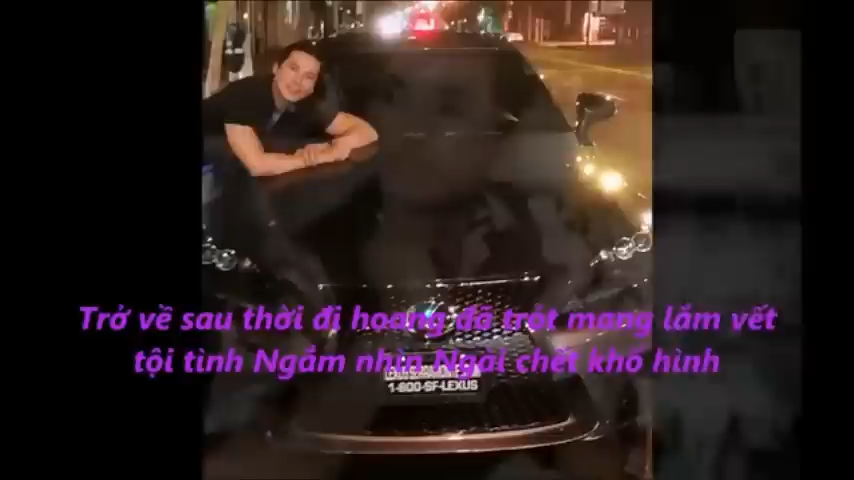 Trở về sau thời đi hoang đã trót mang lắm vết
tội tình Ngắm nhìn Ngài chết khổ hình
1-800-SF-LEXUS